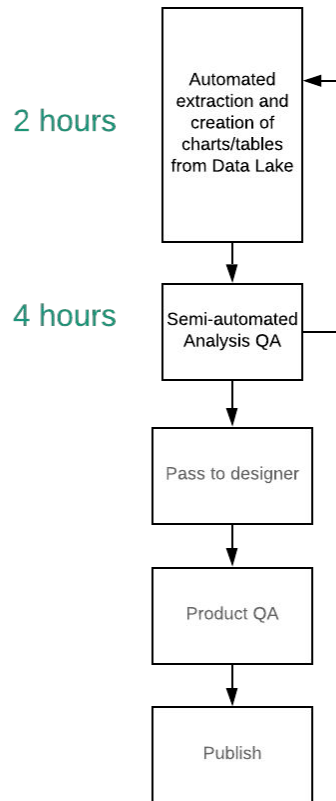 2 hours
Automated
extraction and
creation of
charts/tables
from Data Lake
4 hours
Semi-automated
Analysis QA
Pass to designer
Product QA
Publish